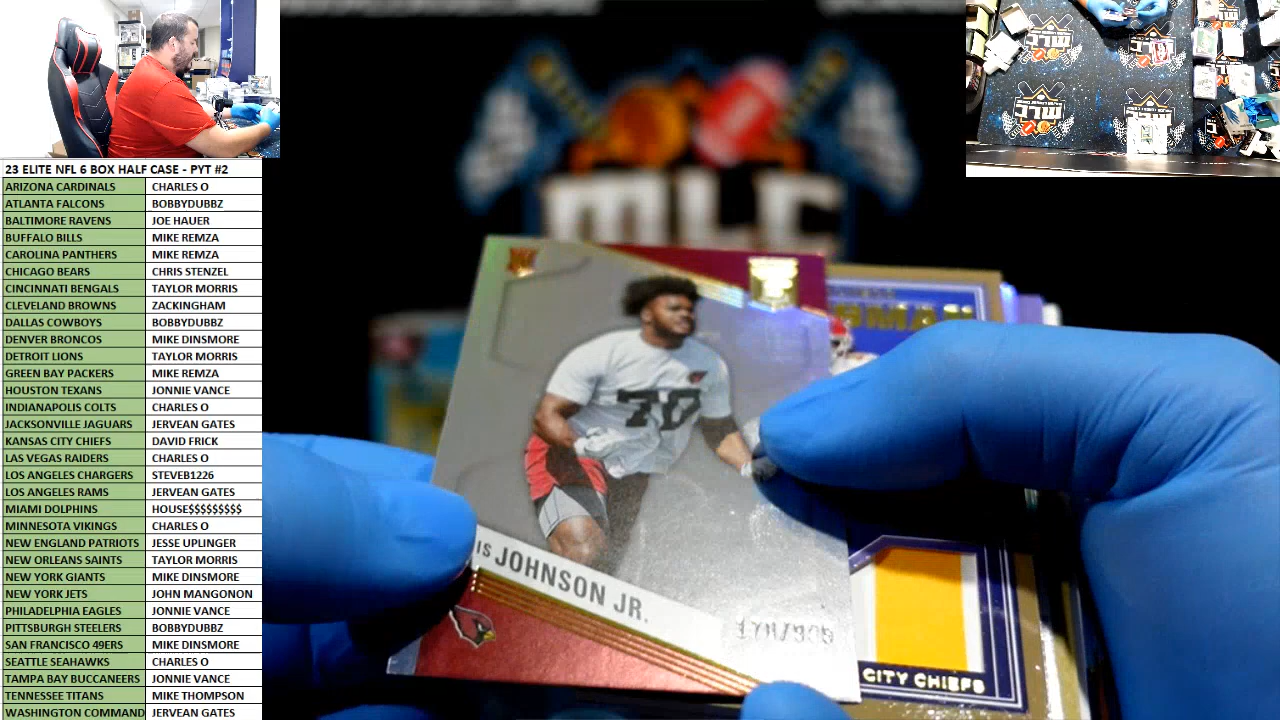 23 ELITE NFL 6 BOX HALF CASE - PYT #2
ARIZONA CARDINALS CHARLES O
ATLANTA FALCONS BOBBYDUBBZ
BALTIMORE RAVENS JOE HAUER
BUFFALO BILLS MIKE REMZA
CAROLINA PANTHERS MIKE REMZA
CHICAGO BEARS CHRIS STENZEL
CINCINNATI BENGALS TAYLOR MORRIS
CLEVELAND BROWNS ZACKINGHAM
DALLAS COWBOYS BOBBYDUBBZ
DENVER BRONCOS MIKE DINSMORE
DETROIT LIONS TAYLOR MORRIS
GREEN BAY PACKERS MIKE REMZA
HOUSTON TEXANS JONNIE VANCE
INDIANAPOLIS COLTS CHARLES O
JACKSONVILLE JAGUARS JERVEAN GATES
KANSAS CITY CHIEFS DAVID FRICK
LAS VEGAS RAIDERS CHARLES O
LOS ANGELES CHARGERS STEVEB1226
LOS ANGELES RAMS JERVEAN GATES
MIAMI DOLPHINS HOUSE$$$$$$$$$
MINNESOTA VIKINGS CHARLES O
NEW ENGLAND PATRIOTS JESSE UPLINGER
NEW ORLEANS SAINTS TAYLOR MORRIS
NEW YORK GIANTS MIKE DINSMORE
NEW YORK JETS JOHN MANGONON
PHILADELPHIA EAGLES JONNIE VANCE
PITTSBURGH STEELERS BOBBYDUBBZ
SAN FRANCISCO 49ERS MIKE DINSMORE
SEATTLE SEAHAWKS CHARLES O
TAMPA BAY BUCCANEERS JONNIE VANCE
TENNESSEE TITANS MIKE THOMPSON
WASHINGTON COMMAND JERVEAN GATES
MLC
70
IS JOHNSON JR.
CITY CHIEFS